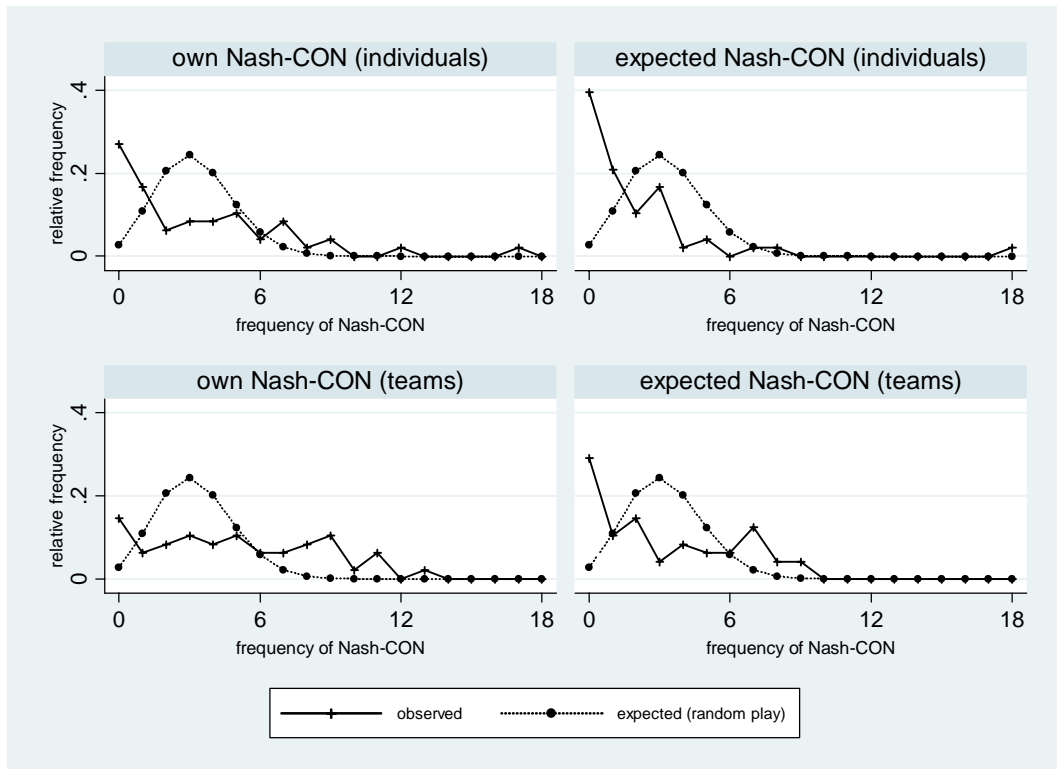 own Nash-CON (individuals)
expected Nash-CON (individuals)
.4
.2
0
relative frequency
0 6 12 18
0 6 12 18
frequency of Nash-CON
frequency of Nash-CON
own Nash-CON (teams)
expected Nash-CON (teams)
.4
.2
0
relative frequency
0 6 12 18
0 6 12 18
frequency of Nash-CON
frequency of Nash-CON
observed
expected (random play)